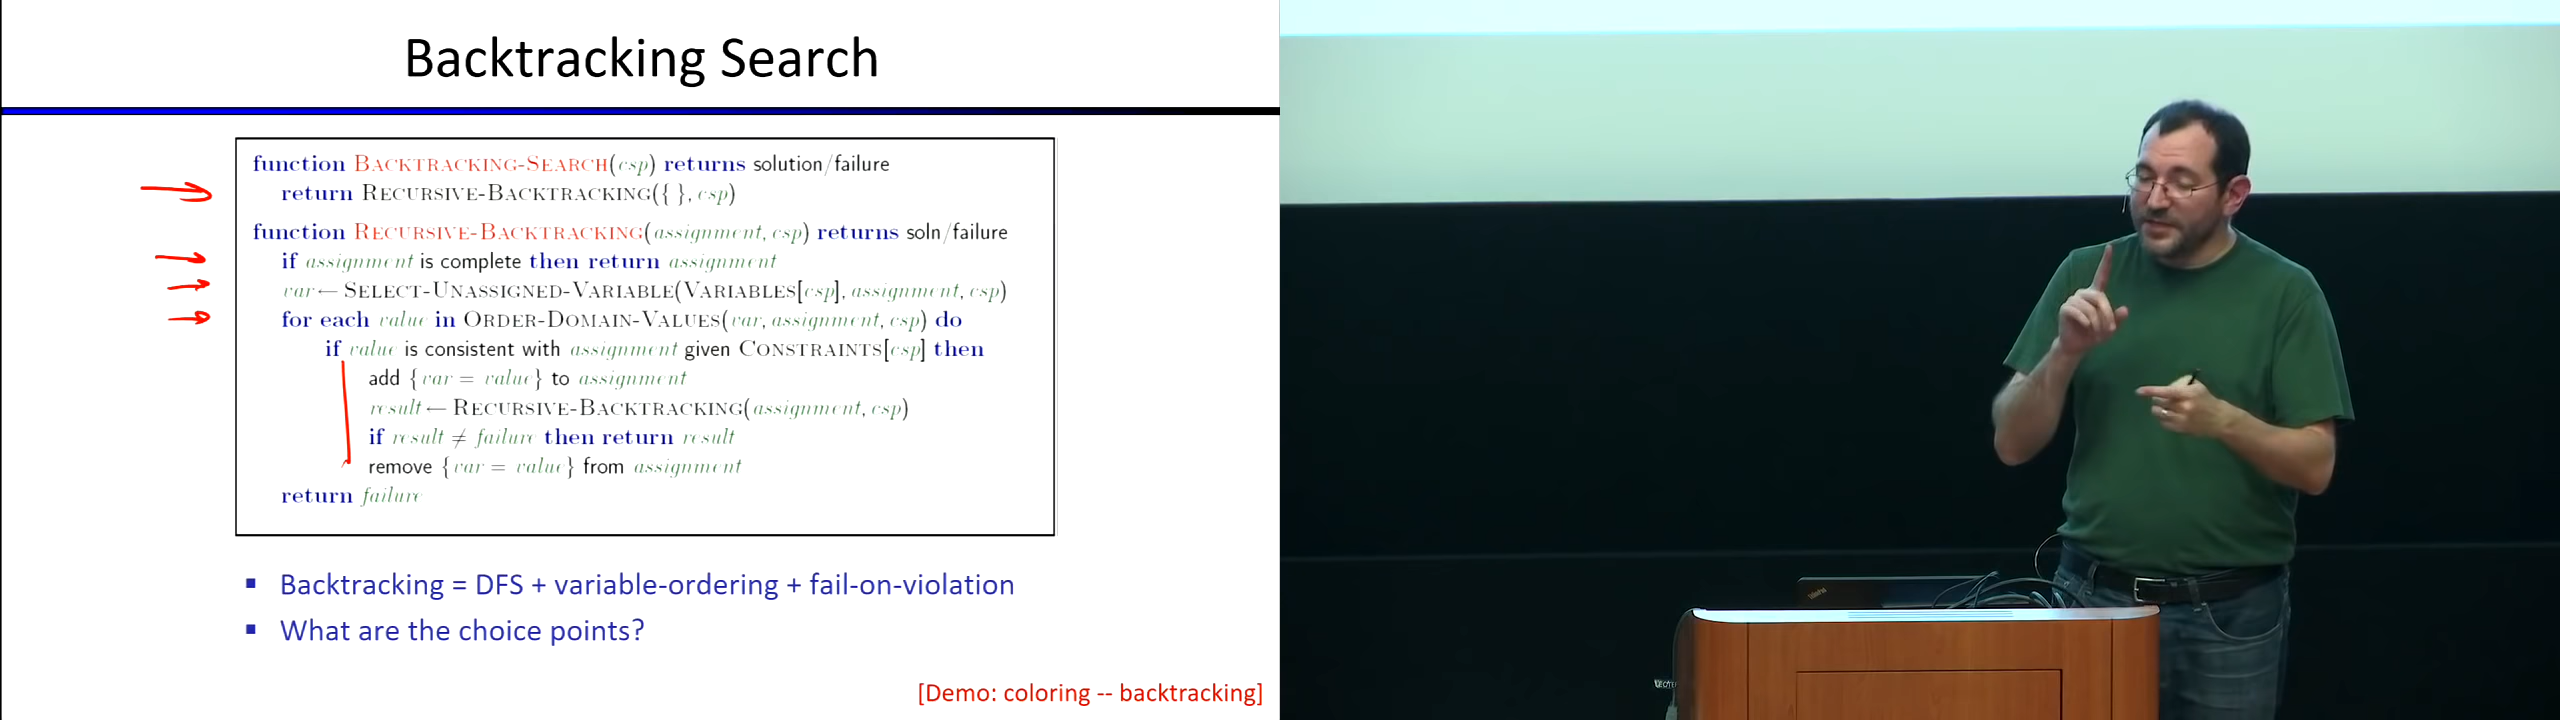 Backtracking Search
function BACKTRACKING-SEARCH(csp) returns solution/failure
return RECURSIVE-BACKTRACKING({ }, csp)
function RECURSIVE-BACKTRACKING(assignment, csp) returns soln/failure
if assignment is complete then return assignment
var ← SELECT-UNASSIGNED-VARIABLE(VARIABLES[csp], assignment, csp)
for each value in ORDER-DOMAIN-VALUES(var, assignment, csp) do
if value is consistent with assignment given CONSTRAINTS[csp] then
add {var = value} to assignment
result ← RECURSIVE-BACKTRACKING(assignment, csp)
if result ≠ failure then return result
remove {var = value} from assignment
return failure
▪ Backtracking = DFS + variable-ordering + fail-on-violation
▪ What are the choice points?
[Demo: coloring -- backtracking]